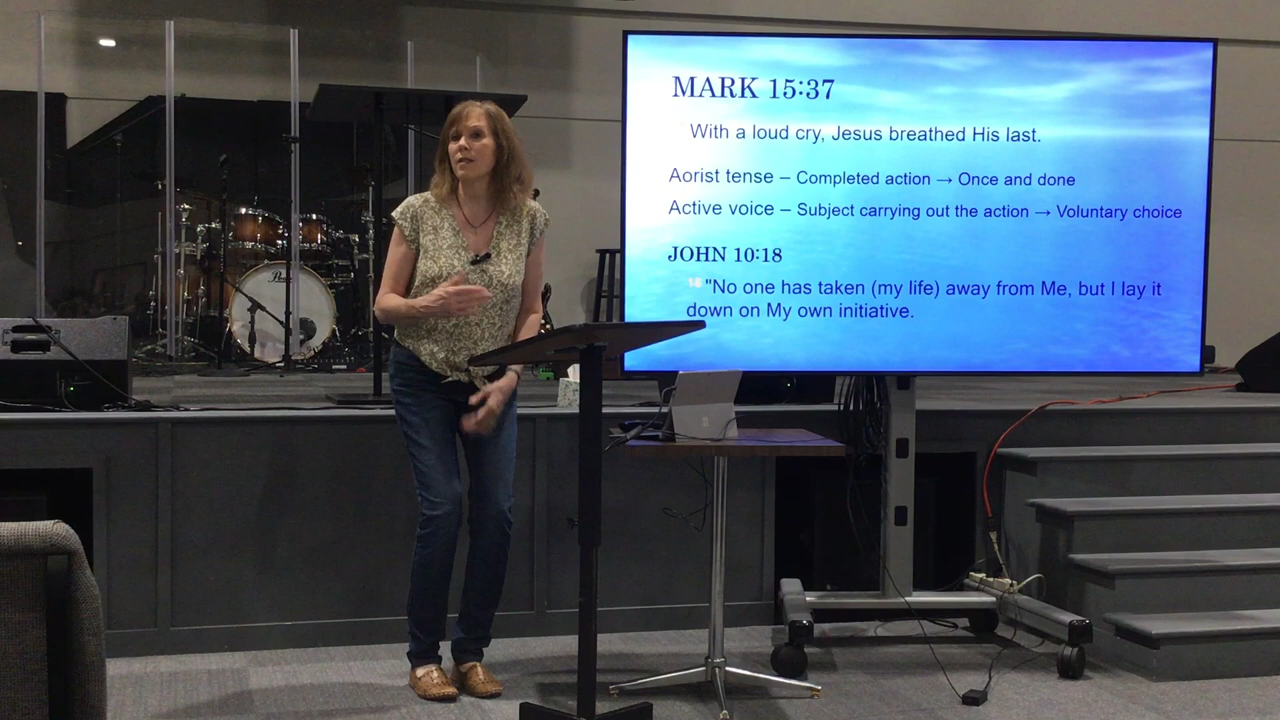 MARK 15:37
With a loud cry, Jesus breathed His last.
Aorist tense – Completed action → Once and done
Active voice – Subject carrying out the action → Voluntary choice
JOHN 10:18
18 "No one has taken (my life) away from Me, but I lay it
down on My own initiative.
Pearl